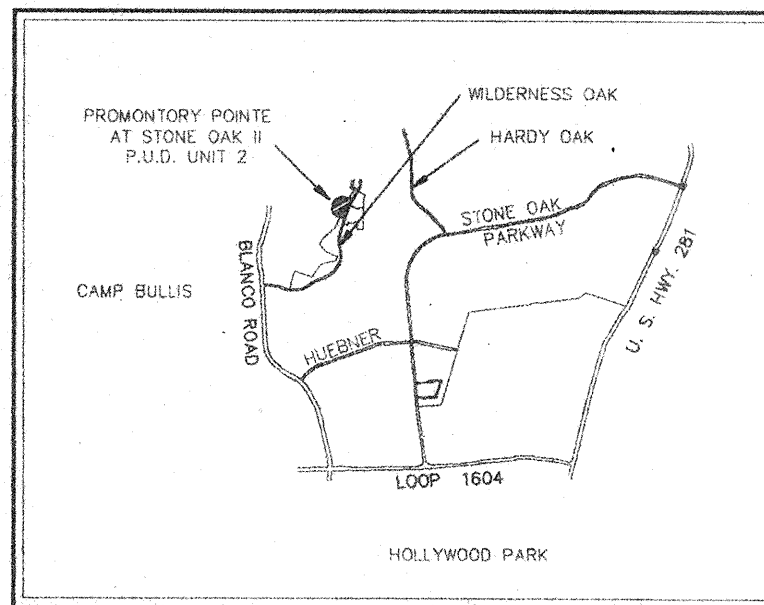 WILDERNESS OAK
PROMONTORY POINTE
AT STONE OAK II
P.U.D. UNIT 2
HARDY OAK
STONE OAK
PARKWAY
BLANCO ROAD
CAMP BULLIS
U. S. HWY. 281
HUEBNER
LOOP 1604
HOLLYWOOD PARK